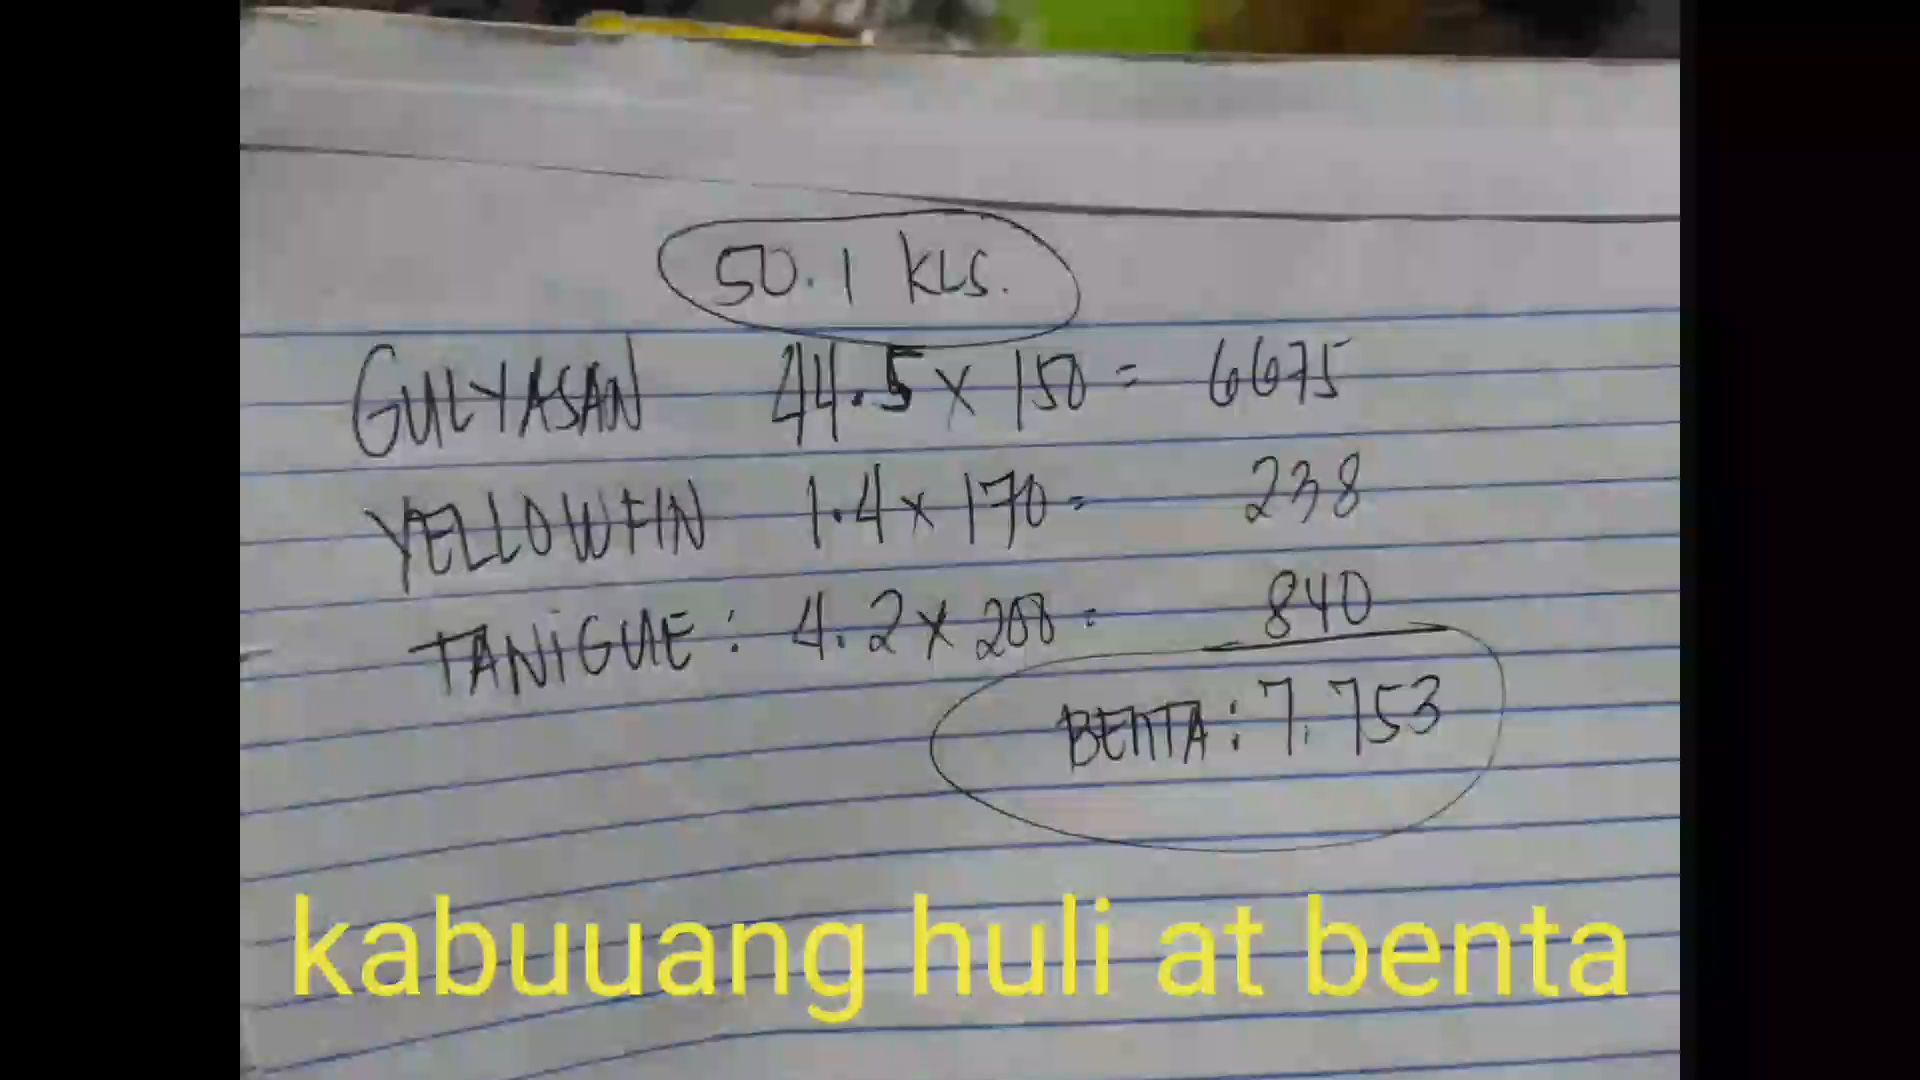 50.1 KLS.
GULYASAN 44.5 x 150 = 6675
YELLOWFIN 1.4 x 170 = 238
TANiGUE : 4.2 x 200 = 840
BENTA : 7.753
kabuuang huli at benta